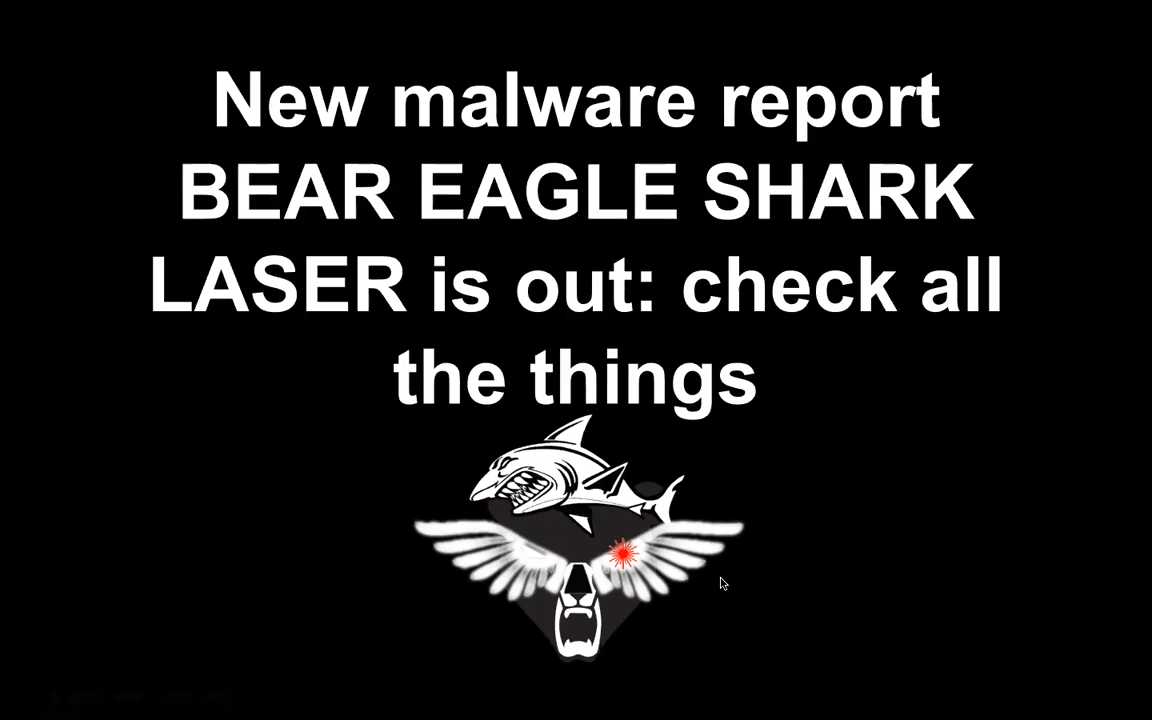 New malware report
BEAR EAGLE SHARK
LASER is out: check all
the things